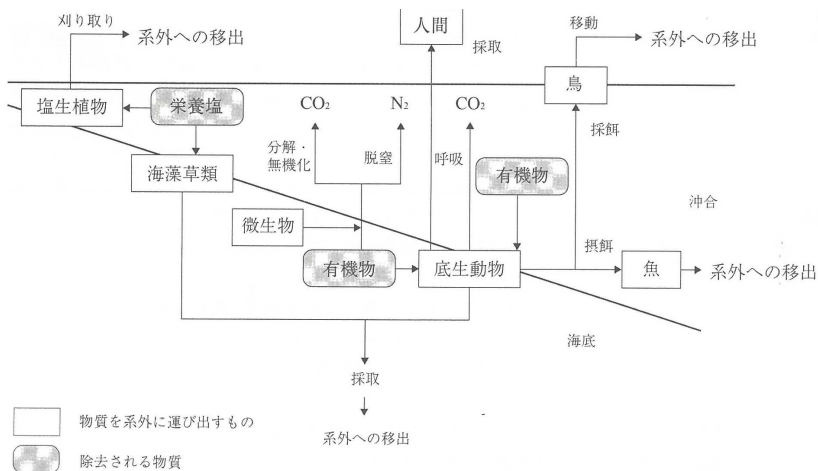 刈り取り
系外への移出
人間
採取
移動
系外への移出
鳥
塩生植物
栄養塩
CO₂
N₂
CO₂
採餌
分解・
無機化
脱窒
呼吸
有機物
海藻草類
沖合
微生物
有機物
底生動物
摂餌
魚
系外への移出
海底
採取
系外への移出
物質を系外に運び出すもの
除去される物質